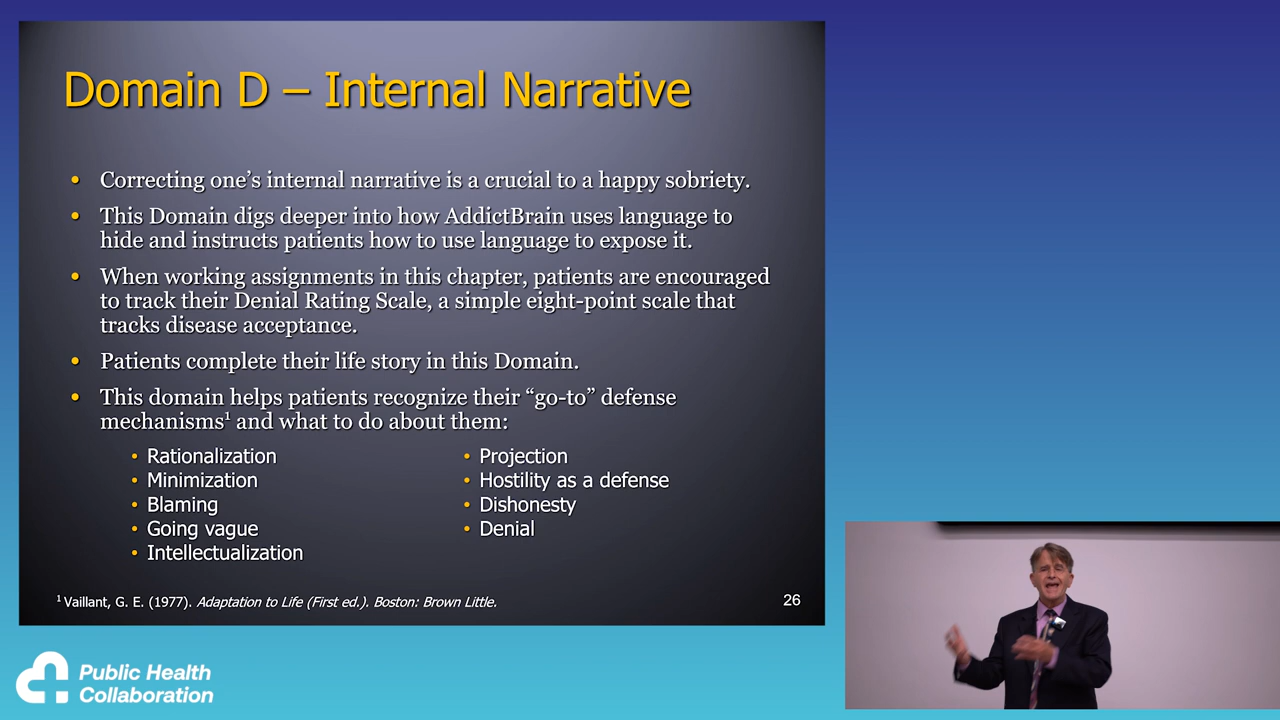 Domain D – Internal Narrative
• Correcting one’s internal narrative is a crucial to a happy sobriety.
• This Domain digs deeper into how AddictBrain uses language to
hide and instructs patients how to use language to expose it.
• When working assignments in this chapter, patients are encouraged
to track their Denial Rating Scale, a simple eight-point scale that
tracks disease acceptance.
• Patients complete their life story in this Domain.
• This domain helps patients recognize their “go-to” defense
mechanisms¹ and what to do about them:
• Rationalization
• Minimization
• Blaming
• Going vague
• Intellectualization
• Projection
• Hostility as a defense
• Dishonesty
• Denial
¹ Vaillant, G. E. (1977). Adaptation to Life (First ed.). Boston: Brown Little.
26
Public Health
Collaboration